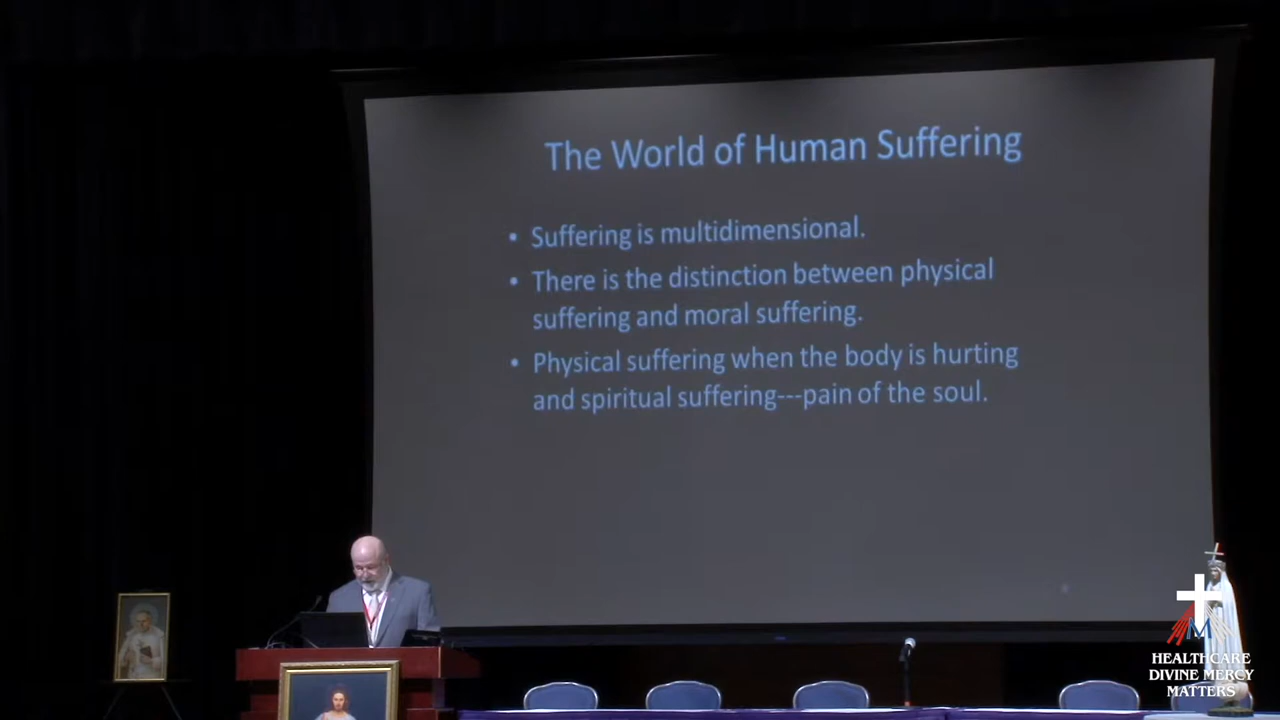 The World of Human Suffering
• Suffering is multidimensional.
• There is the distinction between physical
suffering and moral suffering.
• Physical suffering when the body is hurting
and spiritual suffering---pain of the soul.
HEALTHCARE
DIVINE MERCY
MATTERS